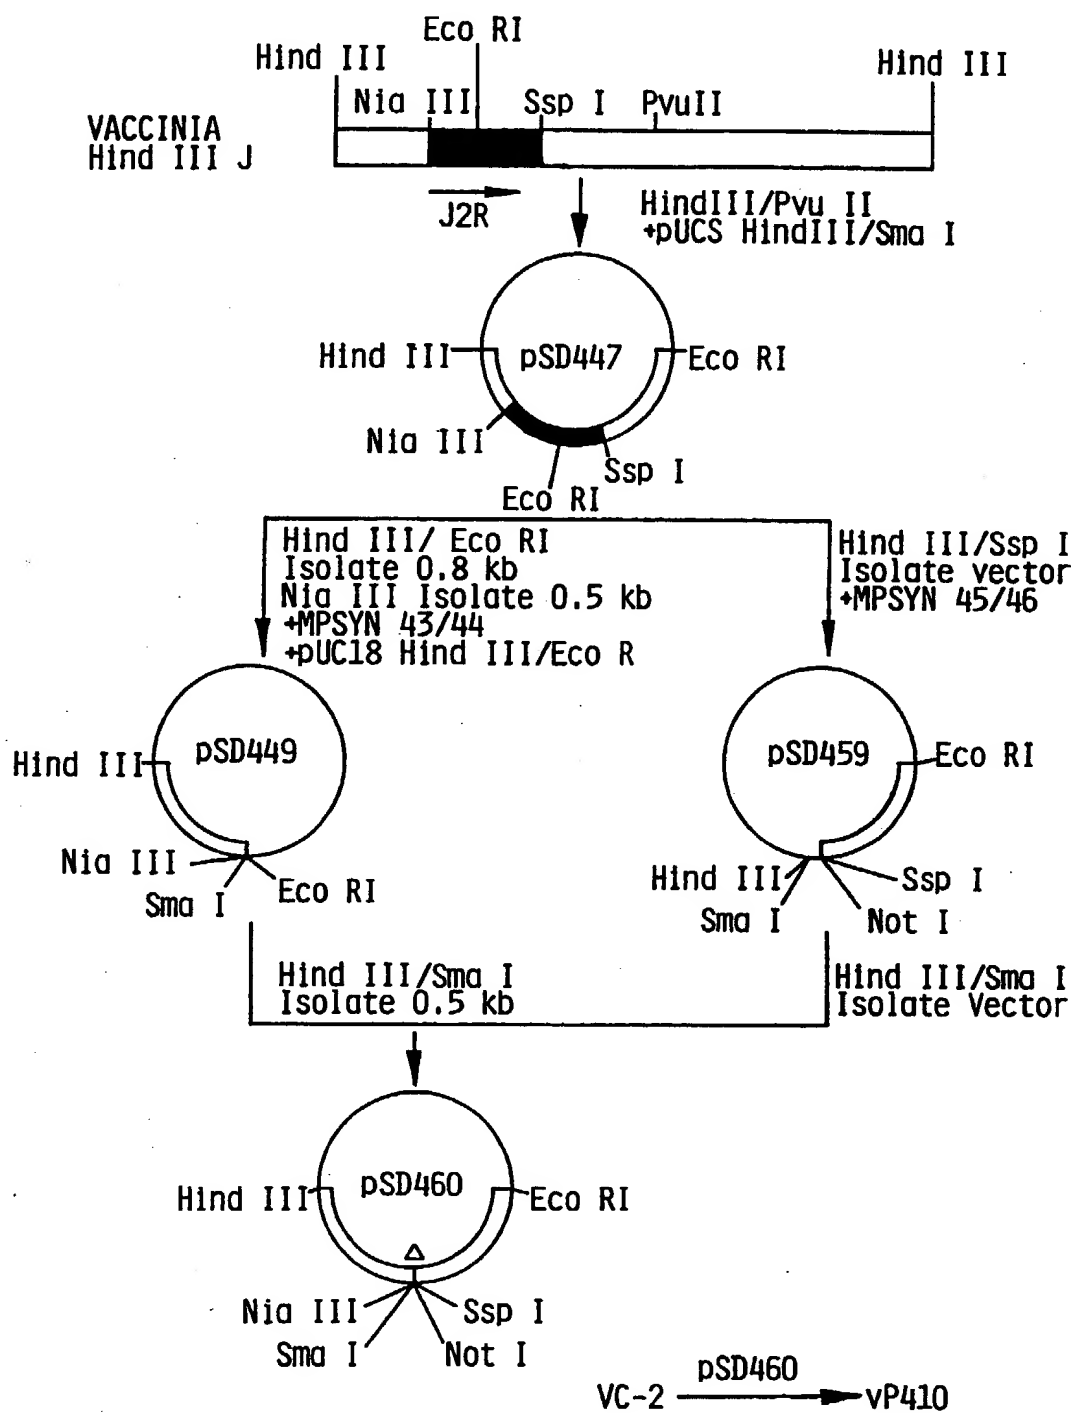 Eco RI
Hind III
Hind III
Nia III
Ssp I
PvuII
VACCINIA
Hind III J
J2R
HindIII/Pvu II
+pUCS HindIII/Sma I
Hind III
pSD447
Eco RI
Nia III
Ssp I
Eco RI
Hind III/ Eco RI
Isolate 0.8 kb
Nia III Isolate 0.5 kb
+MPSYN 43/44
+pUC18 Hind III/Eco R
Hind III/Ssp I
Isolate vector
+MPSYN 45/46
pSD449
Hind III
Nia III
Sma I
Eco RI
pSD459
Eco RI
Hind III
Sma I
Ssp I
Not I
Hind III/Sma I
Isolate 0.5 kb
Hind III/Sma I
Isolate Vector
Hind III
pSD460
Eco RI
Δ
Nia III
Ssp I
Sma I
Not I
pSD460
VC-2
vP410